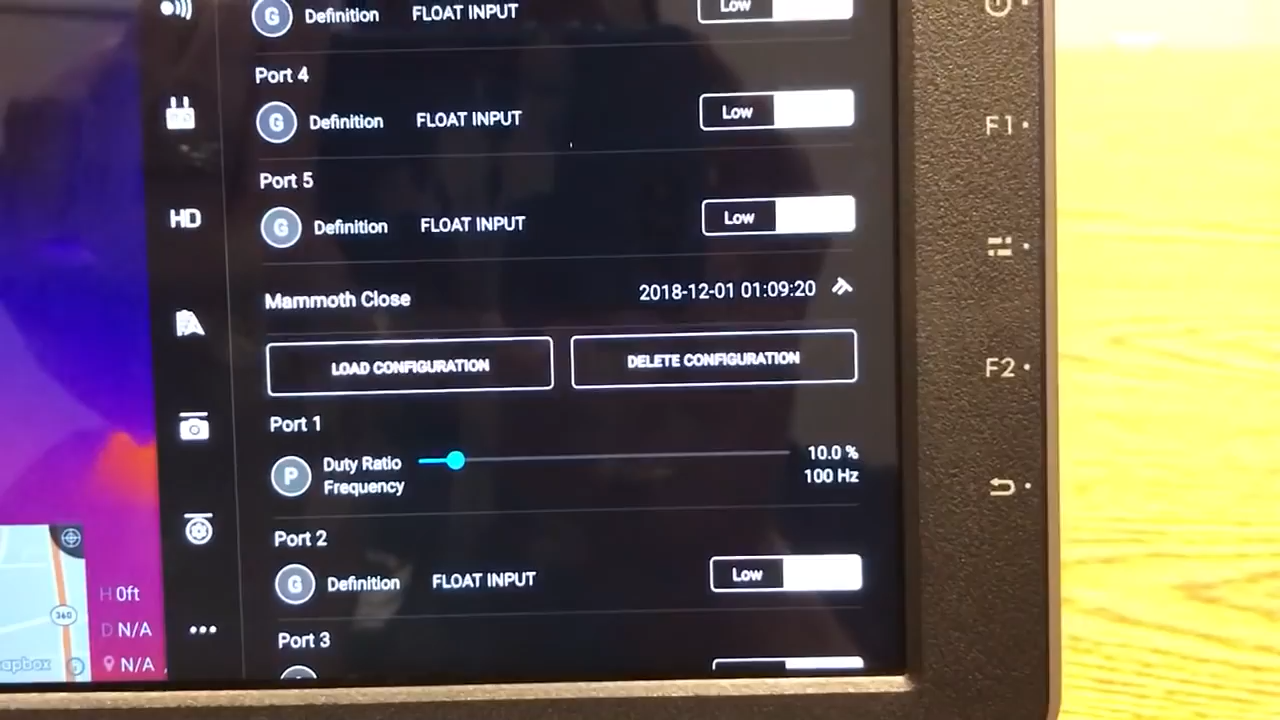 G Definition FLOAT INPUT Low
Port 4
G Definition FLOAT INPUT Low
F1
Port 5
HD
G Definition FLOAT INPUT Low
Mammoth Close 2018-12-01 01:09:20
LOAD CONFIGURATION DELETE CONFIGURATION
F2
Port 1
P Duty Ratio 10.0 %
Frequency 100 Hz
Port 2
G Definition FLOAT INPUT Low
H 0ft
360
D N/A
Port 3
apbox N/A